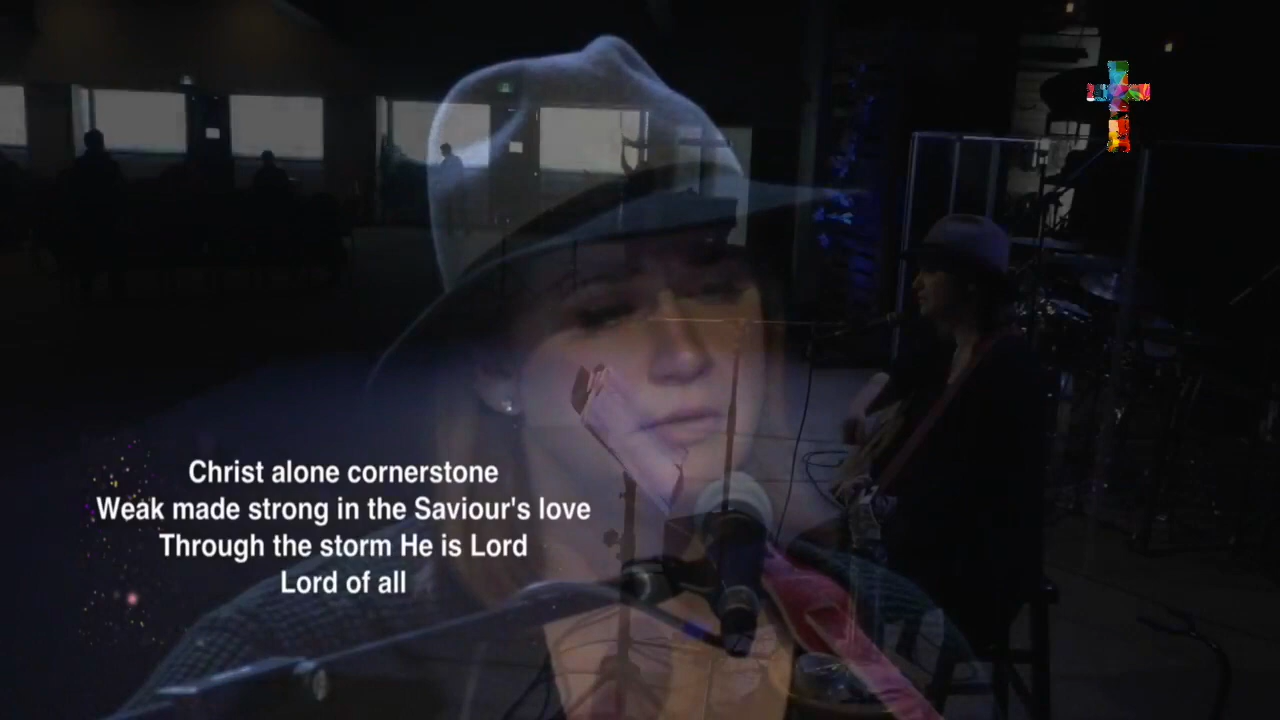 Christ alone cornerstone
Weak made strong in the Saviour's love
Through the storm He is Lord
Lord of all